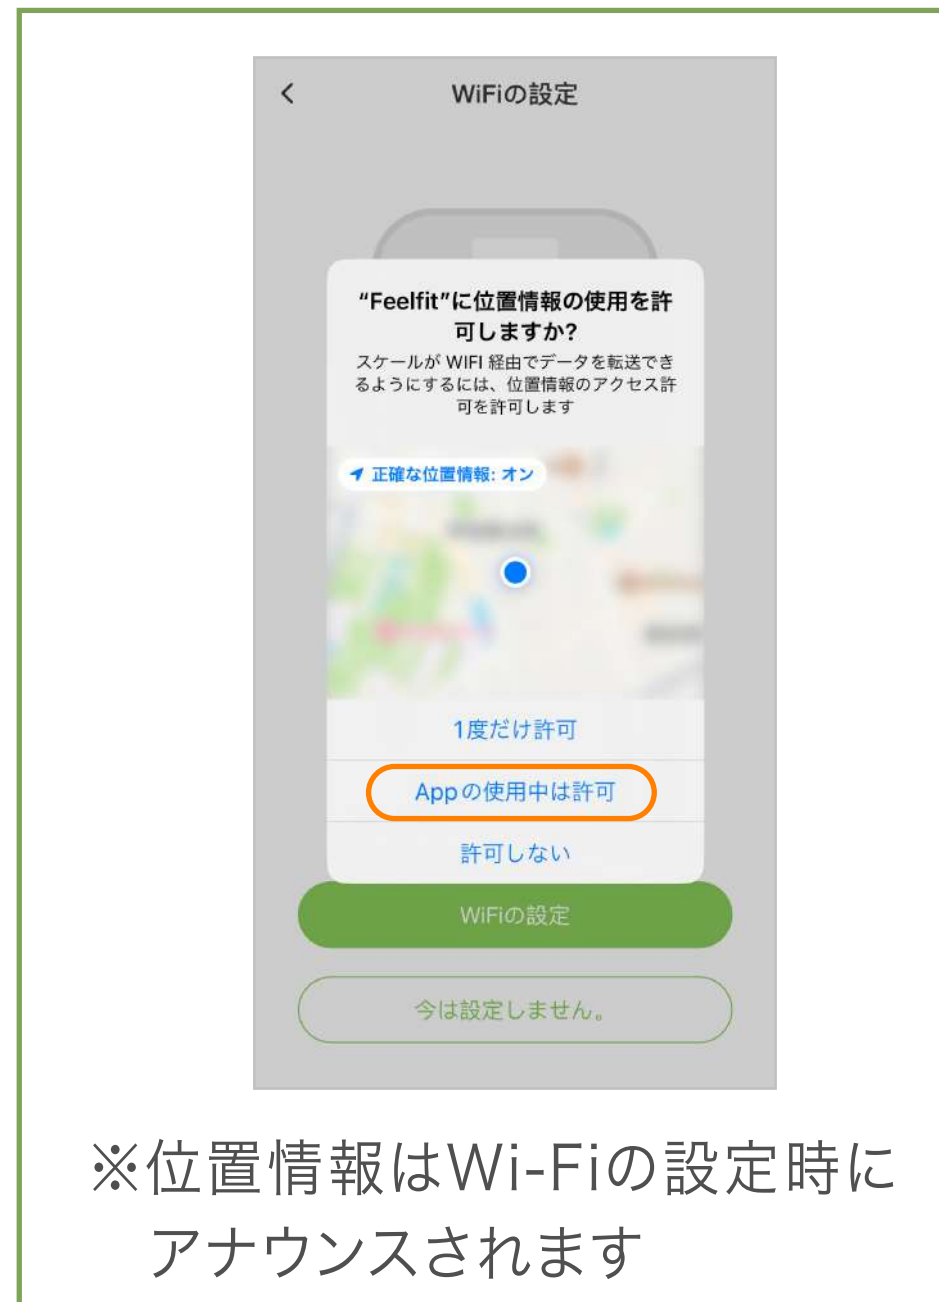 WiFiの設定
“Feelfit”に位置情報の使用を許
可しますか?
スケールが WIFI 経由でデータを転送でき
るようにするには、位置情報のアクセス許
可を許可します
正確な位置情報: オン
1度だけ許可
Appの使用中は許可
許可しない
WiFiの設定
今は設定しません。
※位置情報はWi-Fiの設定時に
アナウンスされます